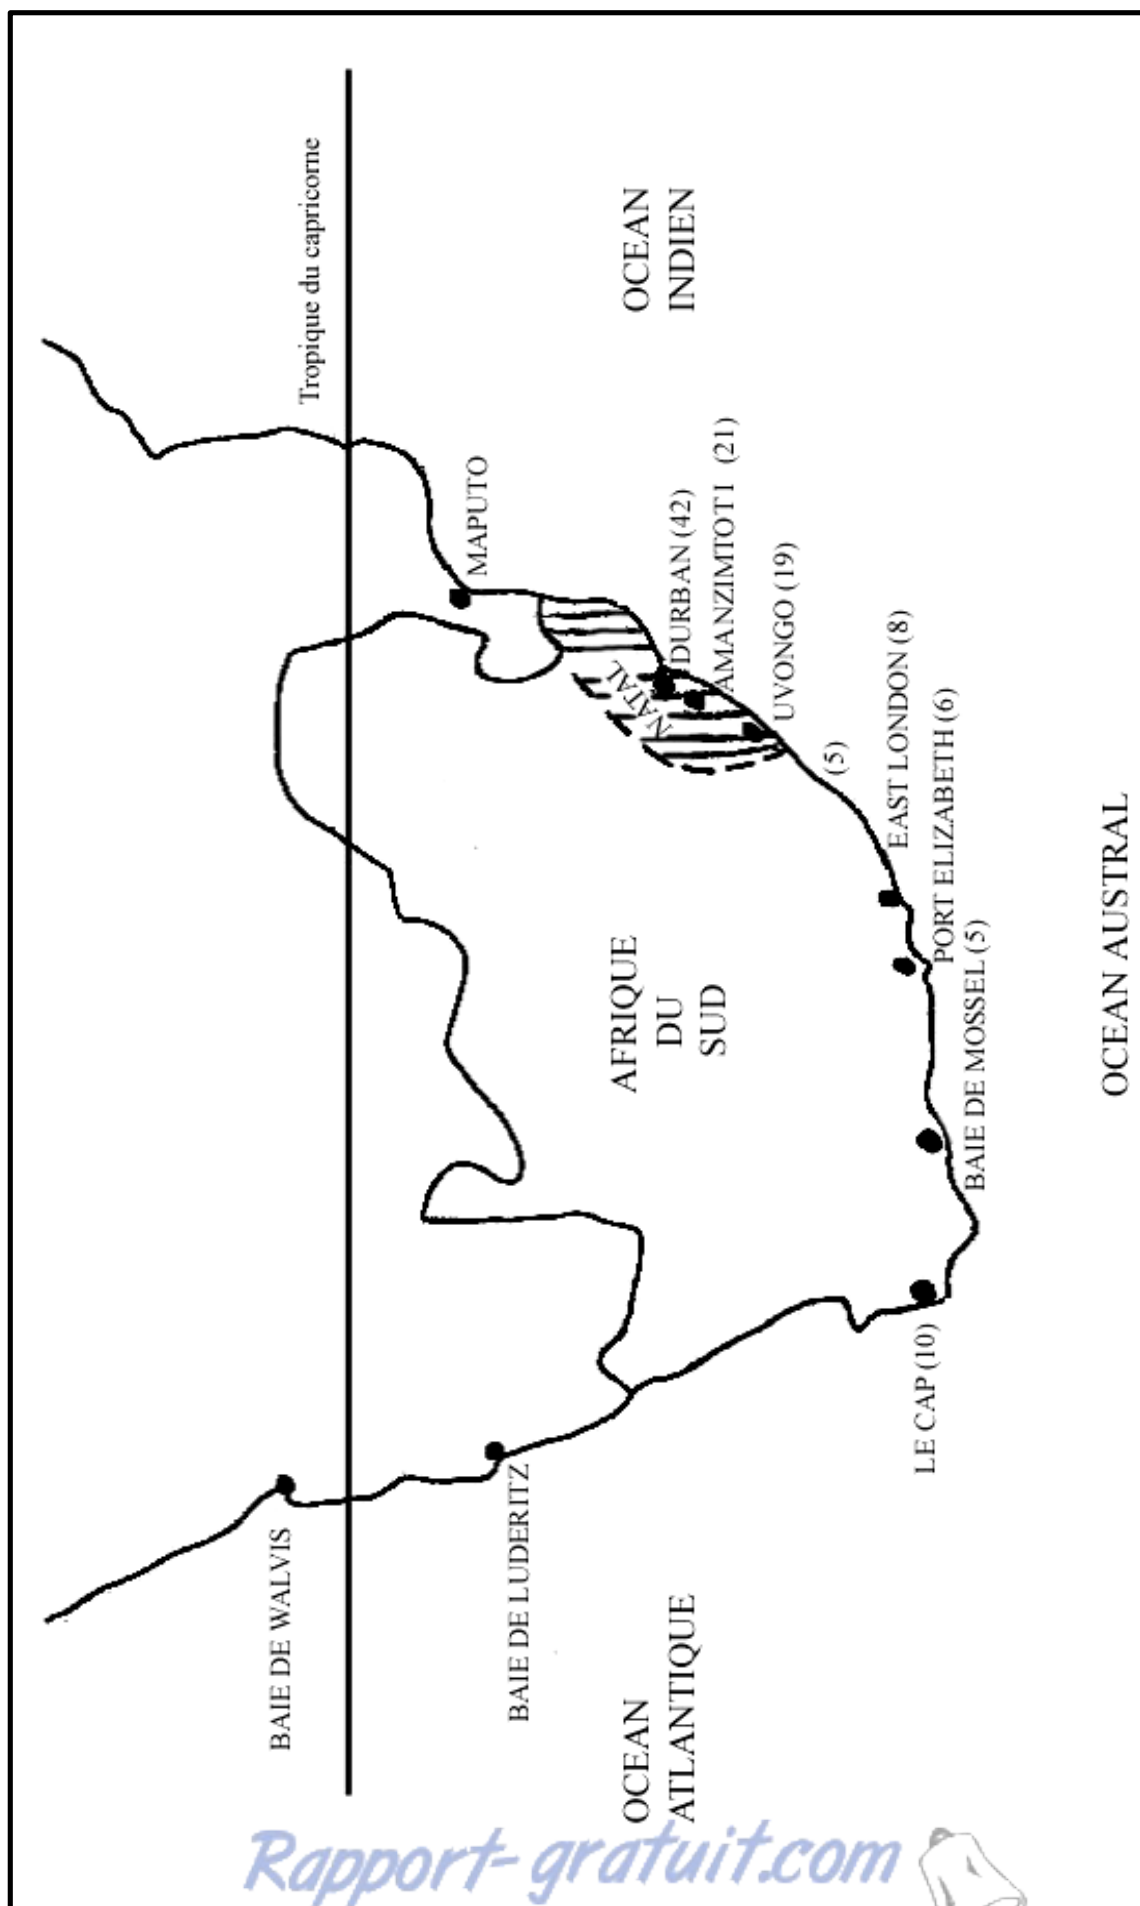 Tropique du capricorne
OCEAN
INDIEN
MAPUTO
NATAL
DURBAN (42)
AMANZIMTOT I (21)
UVONGO (19)
(5)
EAST LONDON (8)
PORT ELIZABETH (6)
BAIE DE MOSSEL (5)
AFRIQUE
DU
SUD
OCEAN AUSTRAL
LE CAP (10)
BAIE DE WALVIS
BAIE DE LUDERITZ
OCEAN
ATLANTIQUE
Rapport-gratuit.com